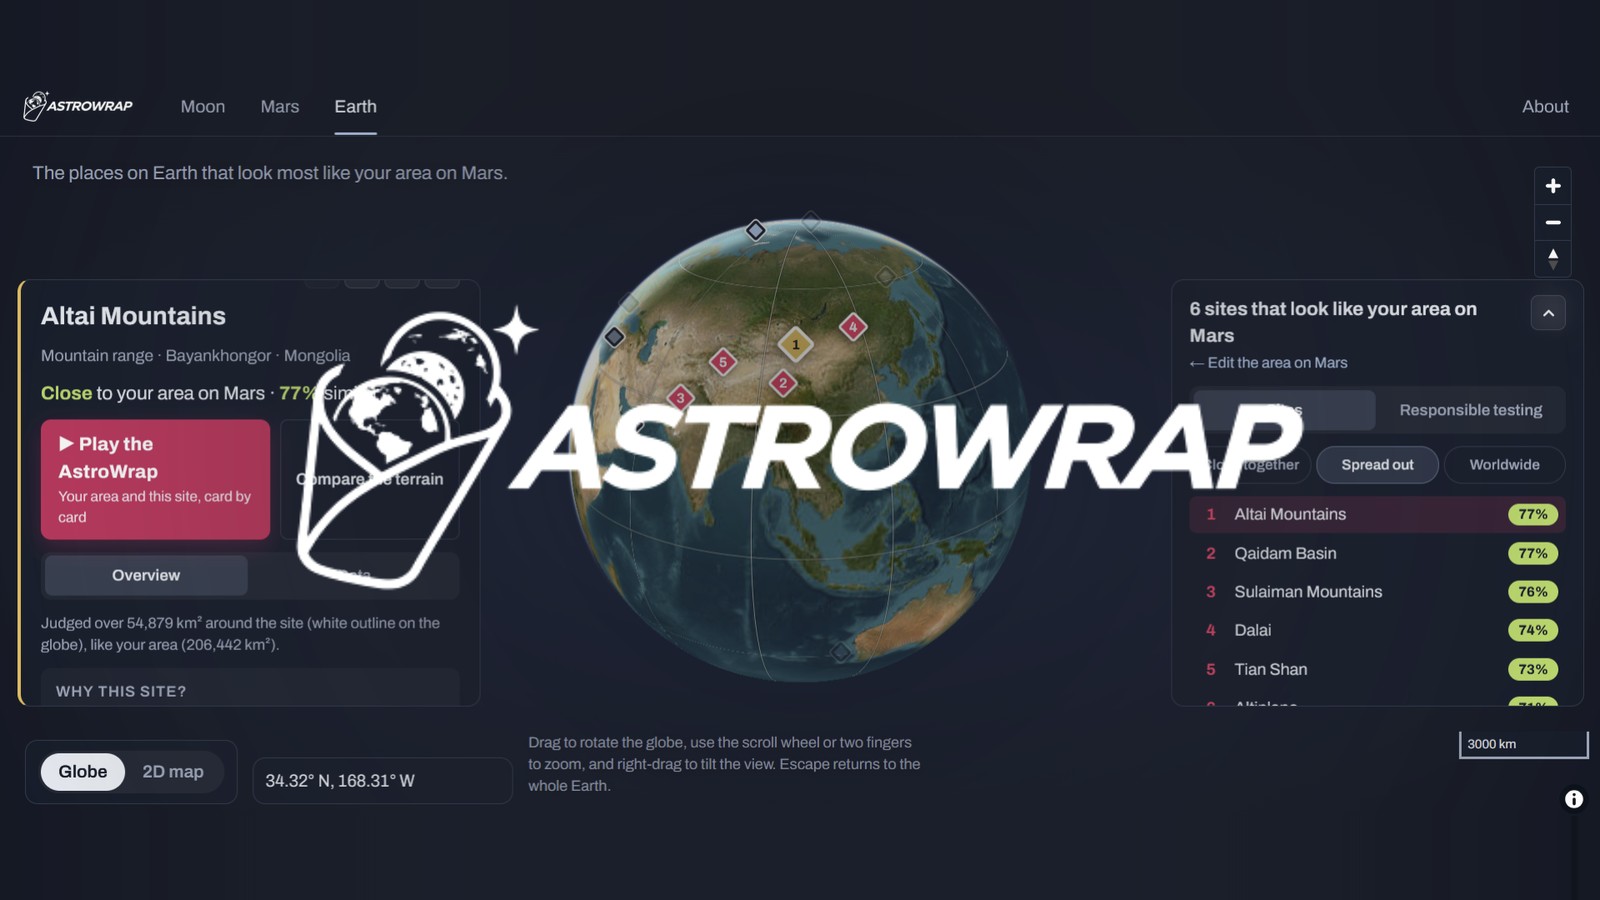 ASTROWRAP
Moon
Mars
Earth
About
The places on Earth that look most like your area on Mars.
Altai Mountains
Mountain range · Bayankhongor · Mongolia
Close to your area on Mars · 77%
▶ Play the
AstroWrap
Your area and this site, card by
card
Compare terrain
Overview
Judged over 54,879 km² around the site (white outline on the
globe), like your area (206,442 km²).
WHY THIS SITE?
1
2
3
4
5
ASTROWRAP
6 sites that look like your area on
Mars
← Edit the area on Mars
Responsible testing
together
Spread out
Worldwide
1 Altai Mountains 77%
2 Qaidam Basin 77%
3 Sulaiman Mountains 76%
4 Dalai 74%
5 Tian Shan 73%
Globe
2D map
34.32° N, 168.31° W
Drag to rotate the globe, use the scroll wheel or two fingers
to zoom, and right-drag to tilt the view. Escape returns to the
whole Earth.
3000 km